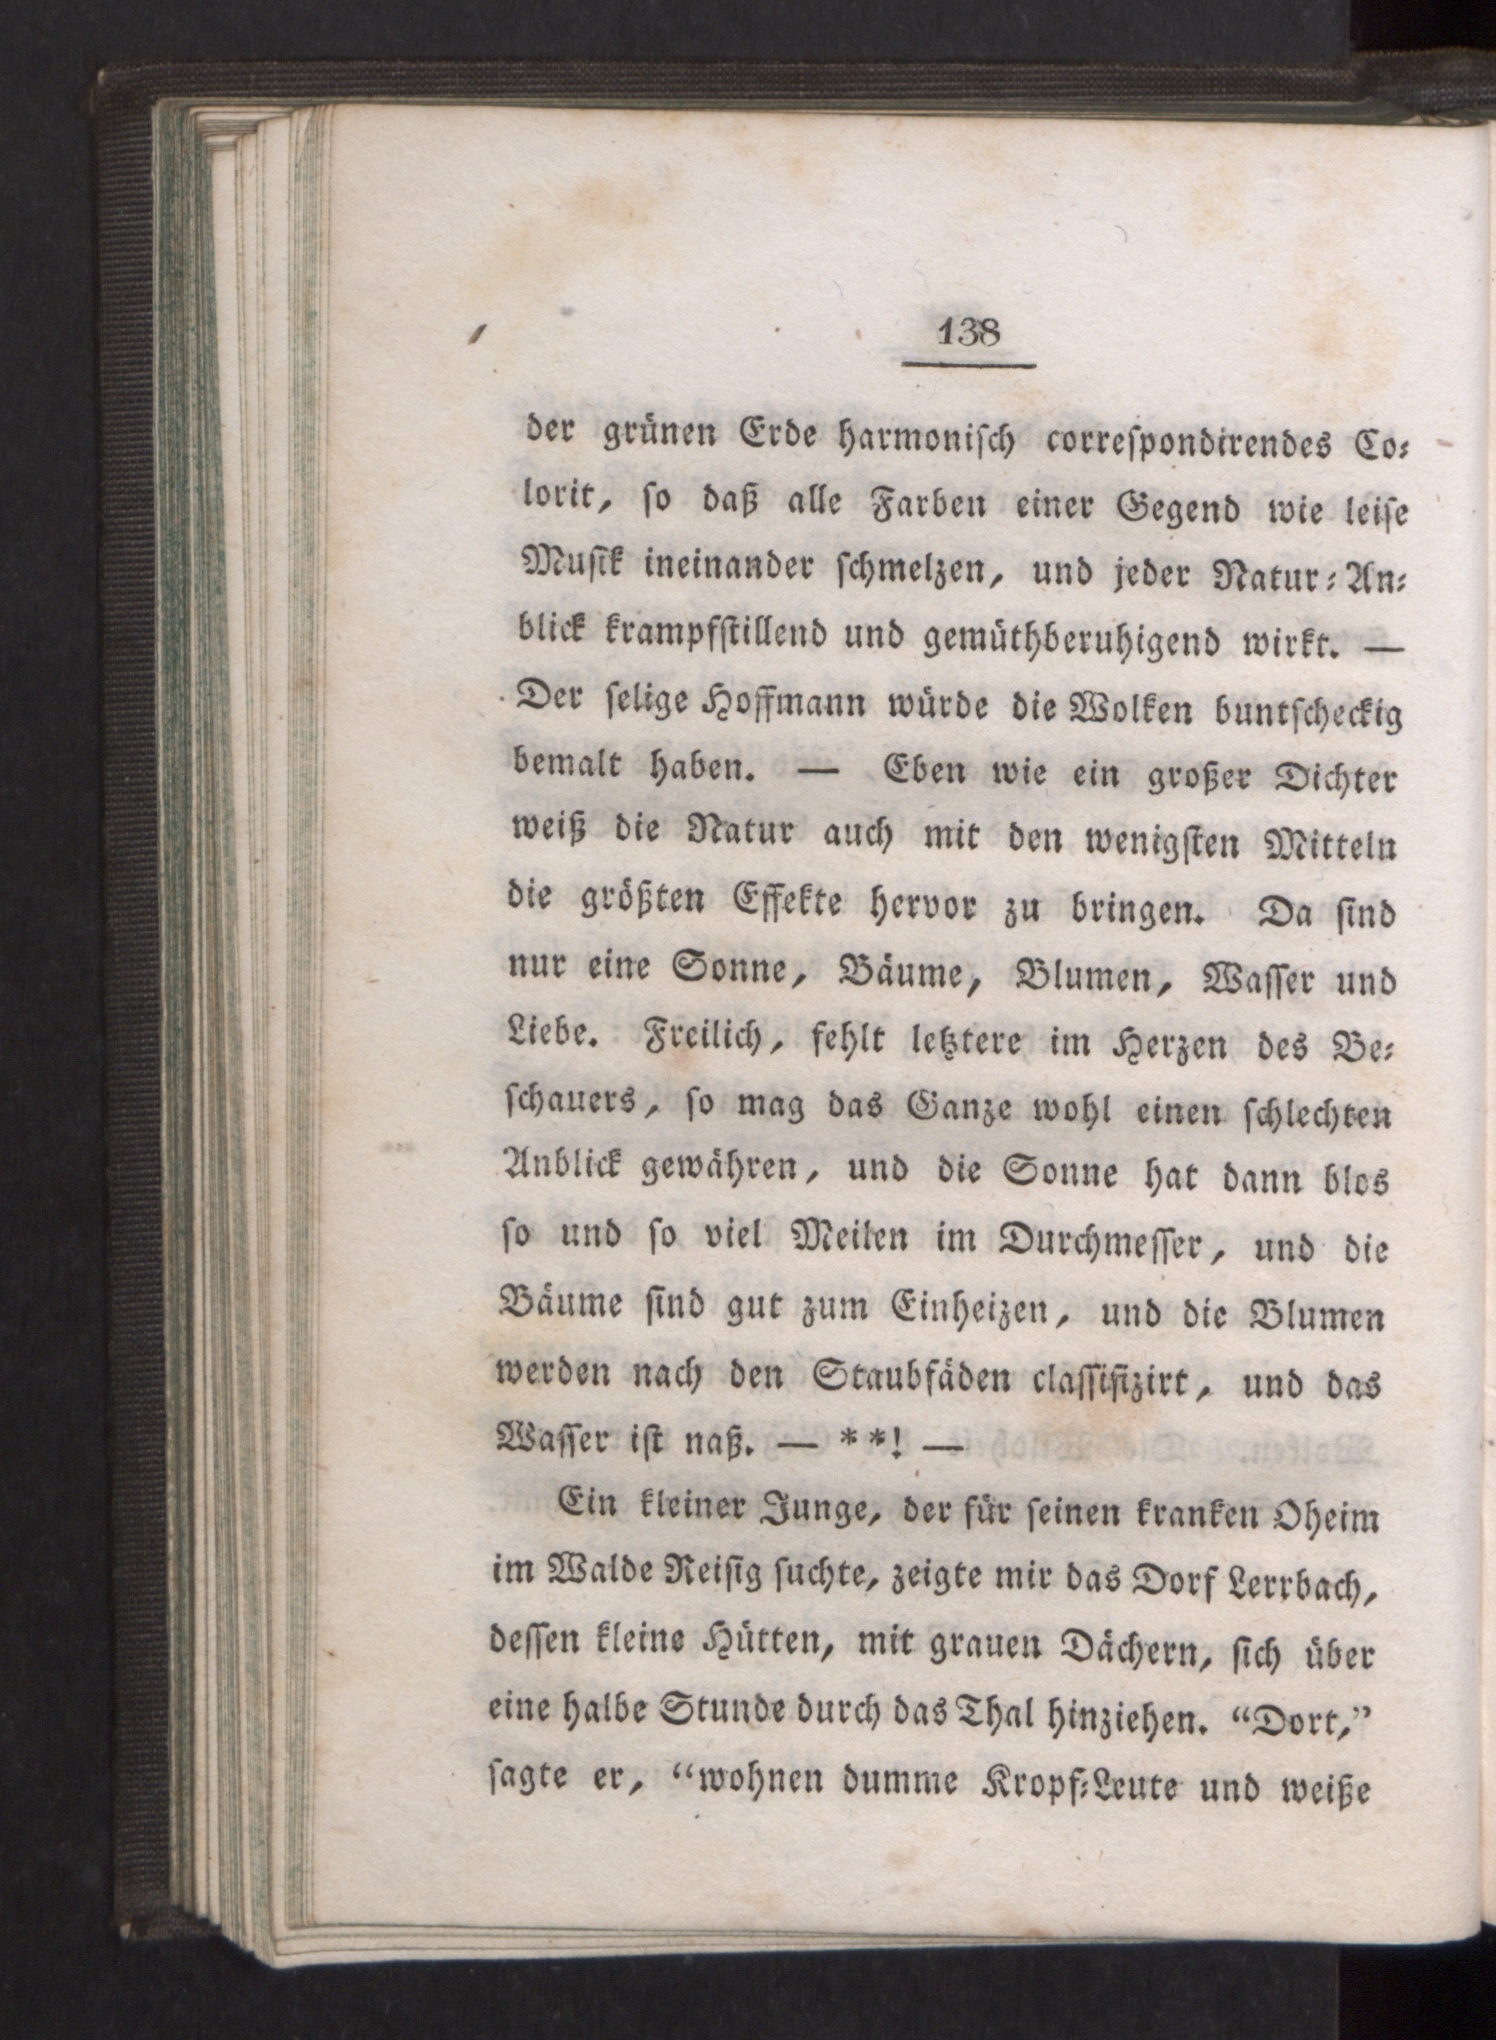 138
der grünen Erde harmoniſch correſpondirendes Co⸗
lorit, ſo daß alle Farben einer Gegend wie leiſe
Muſik ineinander ſchmelzen, und jeder Natur⸗An⸗
blick krampfſtillend und gemüthberuhigend wirkt. —
Der ſelige Hoffmann würde die Wolken buntſcheckig
bemalt haben. — Eben wie ein großer Dichter
weiß die Natur auch mit den wenigſten Mitteln
die größten Effekte hervor zu bringen. Da ſind
nur eine Sonne, Bäume, Blumen, Waſſer und
Liebe. Freilich, fehlt letztere im Herzen des Be⸗
ſchauers, ſo mag das Ganze wohl einen ſchlechten
Anblick gewähren, und die Sonne hat dann blos
ſo und ſo viel Meilen im Durchmeſſer, und die
Bäume ſind gut zum Einheizen, und die Blumen
werden nach den Staubfäden claſſifizirt, und das
Waſſer iſt naß. — **! —
Ein kleiner Junge, der für ſeinen kranken Oheim
im Walde Reiſig ſuchte, zeigte mir das Dorf Lerrbach,
deſſen kleine Hütten, mit grauen Dächern, ſich über
eine halbe Stunde durch das Thal hinziehen. “Dort,”
ſagte er, “wohnen dumme Kropf⸗Leute und weiße